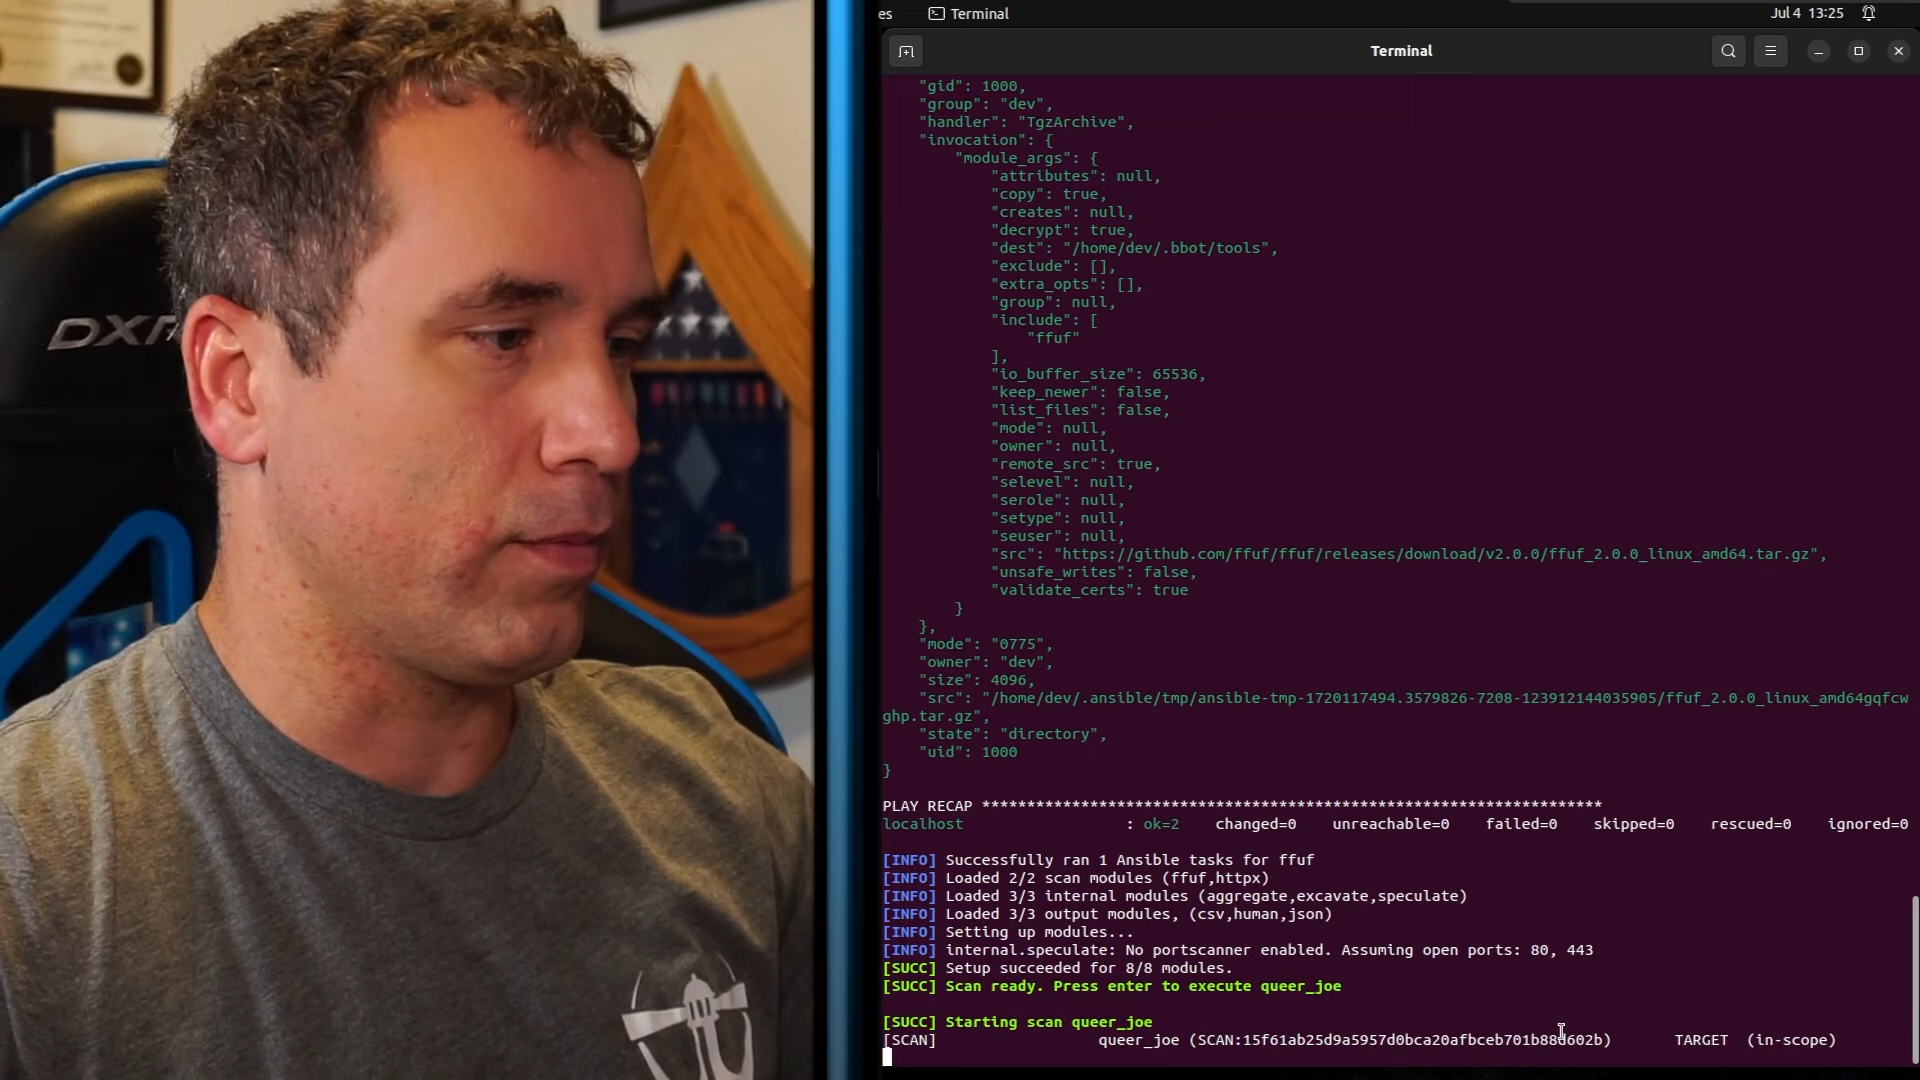 es
Terminal
Jul 4 13:25
Terminal
"gid": 1000,
"group": "dev",
"handler": "TgzArchive",
"invocation": {
"module_args": {
"attributes": null,
"copy": true,
"creates": null,
"decrypt": true,
"dest": "/home/dev/.bbot/tools",
"exclude": [],
"extra_opts": [],
"group": null,
"include": [
"ffuf"
],
"io_buffer_size": 65536,
"keep_newer": false,
"list_files": false,
"mode": null,
"owner": null,
"remote_src": true,
"selevel": null,
"serole": null,
"setype": null,
"seuser": null,
"src": "https://github.com/ffuf/ffuf/releases/download/v2.0.0/ffuf_2.0.0_linux_amd64.tar.gz",
"unsafe_writes": false,
"validate_certs": true
}
},
"mode": "0775",
"owner": "dev",
"size": 4096,
"src": "/home/dev/.ansible/tmp/ansible-tmp-1720117494.3579826-7208-123912144035905/ffuf_2.0.0_linux_amd64gqfcw
ghp.tar.gz",
"state": "directory",
"uid": 1000
}
PLAY RECAP *********************************************************************
localhost : ok=2 changed=0 unreachable=0 failed=0 skipped=0 rescued=0 ignored=0
[INFO] Successfully ran 1 Ansible tasks for ffuf
[INFO] Loaded 2/2 scan modules (ffuf,httpx)
[INFO] Loaded 3/3 internal modules (aggregate,excavate,speculate)
[INFO] Loaded 3/3 output modules, (csv,human,json)
[INFO] Setting up modules...
[INFO] internal.speculate: No portscanner enabled. Assuming open ports: 80, 443
[SUCC] Setup succeeded for 8/8 modules.
[SUCC] Scan ready. Press enter to execute queer_joe
[SUCC] Starting scan queer_joe
[SCAN] queer_joe (SCAN:15f61ab25d9a5957d0bca20afbceb701b88d602b) TARGET (in-scope)